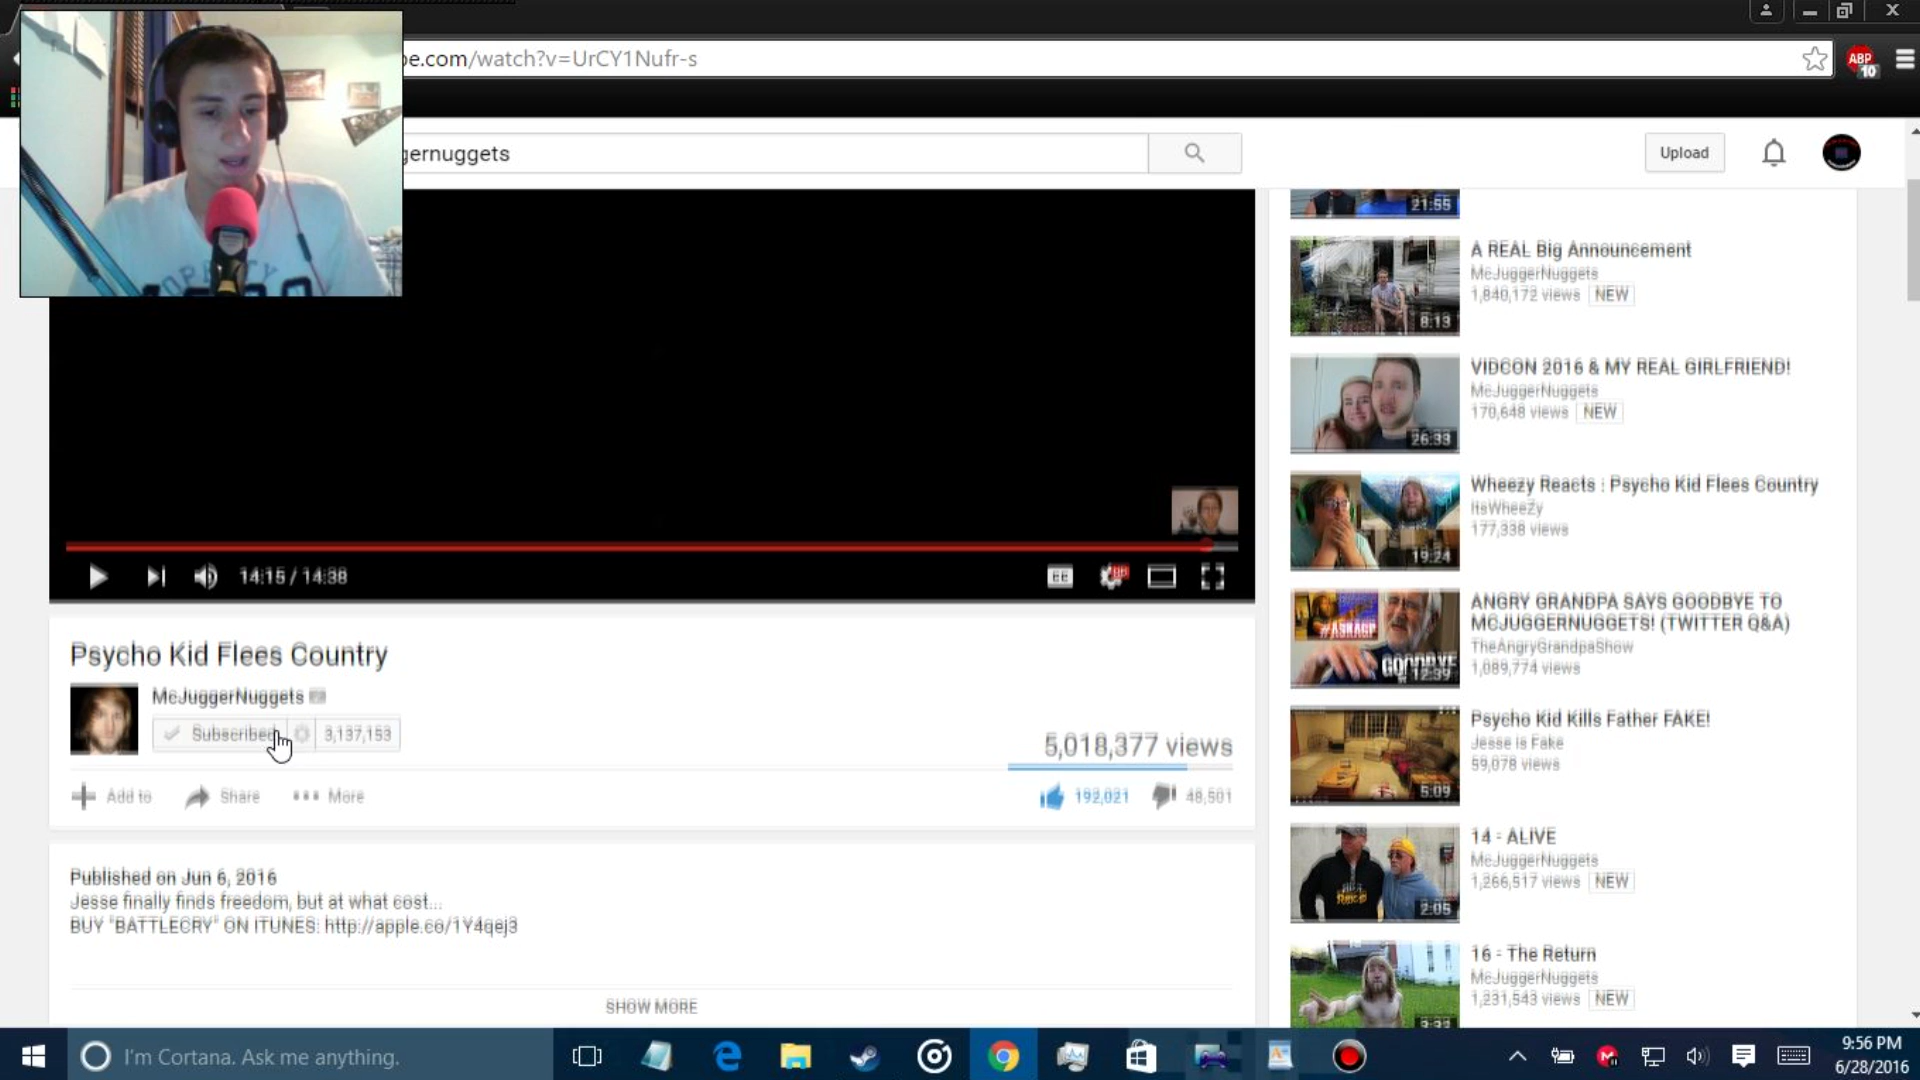 be.com/watch?v=UrCY1Nufr-s
ABP
10
gernuggets
Upload
21:55
A REAL Big Announcement
McJuggerNuggets
1,840,172 views NEW
8:13
VIDCON 2016 & MY REAL GIRLFRIEND!
McJuggerNuggets
170,648 views NEW
26:33
Wheezy Reacts : Psycho Kid Flees Country
ItsWheeZy
177,338 views
19:24
ANGRY GRANDPA SAYS GOODBYE TO
MCJUGGERNUGGETS! (TWITTER Q&A)
TheAngryGrandpaShow
1,089,774 views
#ASKAGP
GOODBYE
12:39
Psycho Kid Kills Father FAKE!
Jesse is Fake
59,078 views
5:09
14 - ALIVE
McJuggerNuggets
1,266,517 views NEW
2:05
16 - The Return
McJuggerNuggets
1,231,543 views NEW
3:33
14:15 / 14:38
Psycho Kid Flees Country
McJuggerNuggets
Subscribed 3,137,153
5,018,377 views
Add to Share More
192,021 48,501
Published on Jun 6, 2016
Jesse finally finds freedom, but at what cost...
BUY "BATTLECRY" ON ITUNES: http://apple.co/1Y4qej3
SHOW MORE
I'm Cortana. Ask me anything.
9:56 PM
6/28/2016